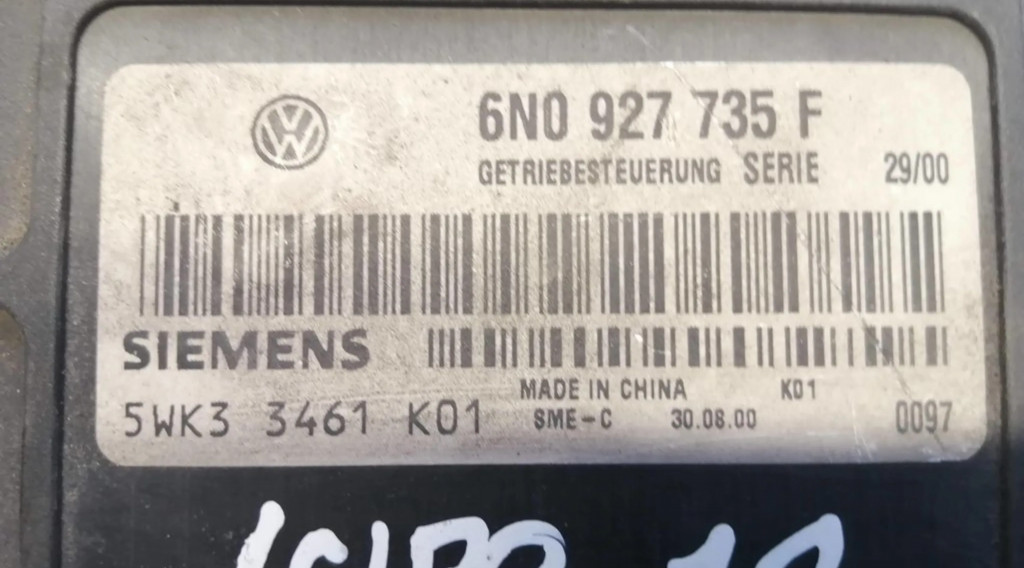 6N0 927 735 F
GETRIEBESTEUERUNG SERIE 29/00
SIEMENS
MADE IN CHINA K01
5WK3 3461 K01 SME-C 30.08.00 0097